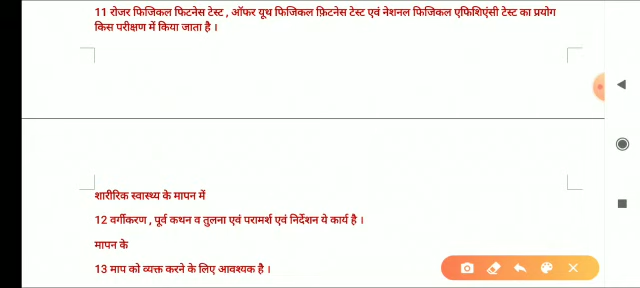 11 रोजर फिजिकल फिटनेस टेस्ट , ऑफर यूथ फिजिकल फ़िटनेस टेस्ट एवं नेशनल फिजिकल एफिशिएंसी टेस्ट का प्रयोग
किस परीक्षण में किया जाता है ।
शारीरिक स्वास्थ्य के मापन में
12 वर्गीकरण , पूर्व कथन व तुलना एवं परामर्श एवं निर्देशन ये कार्य है ।
मापन के
13 माप को व्यक्त करने के लिए आवश्यक है ।